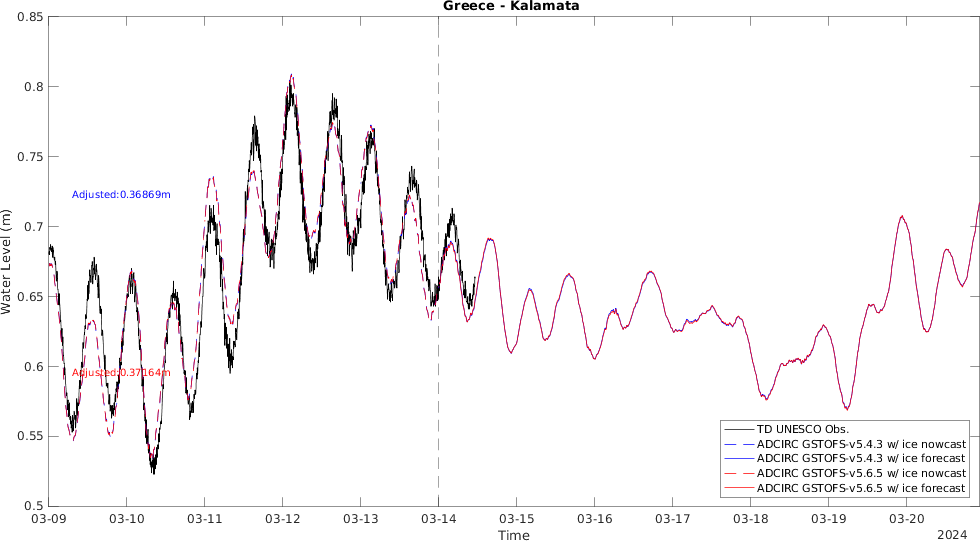 Greece - Kalamata
0.85
0.8
0.75
0.7
0.65
0.6
0.55
0.5
Water Level (m)
Adjusted:0.36869m
Adjusted:0.37164m
TD UNESCO Obs.
ADCIRC GSTOFS-v5.4.3 w/ ice nowcast
ADCIRC GSTOFS-v5.4.3 w/ ice forecast
ADCIRC GSTOFS-v5.6.5 w/ ice nowcast
ADCIRC GSTOFS-v5.6.5 w/ ice forecast
03-09 03-10 03-11 03-12 03-13 03-14 03-15 03-16 03-17 03-18 03-19 03-20
Time
2024